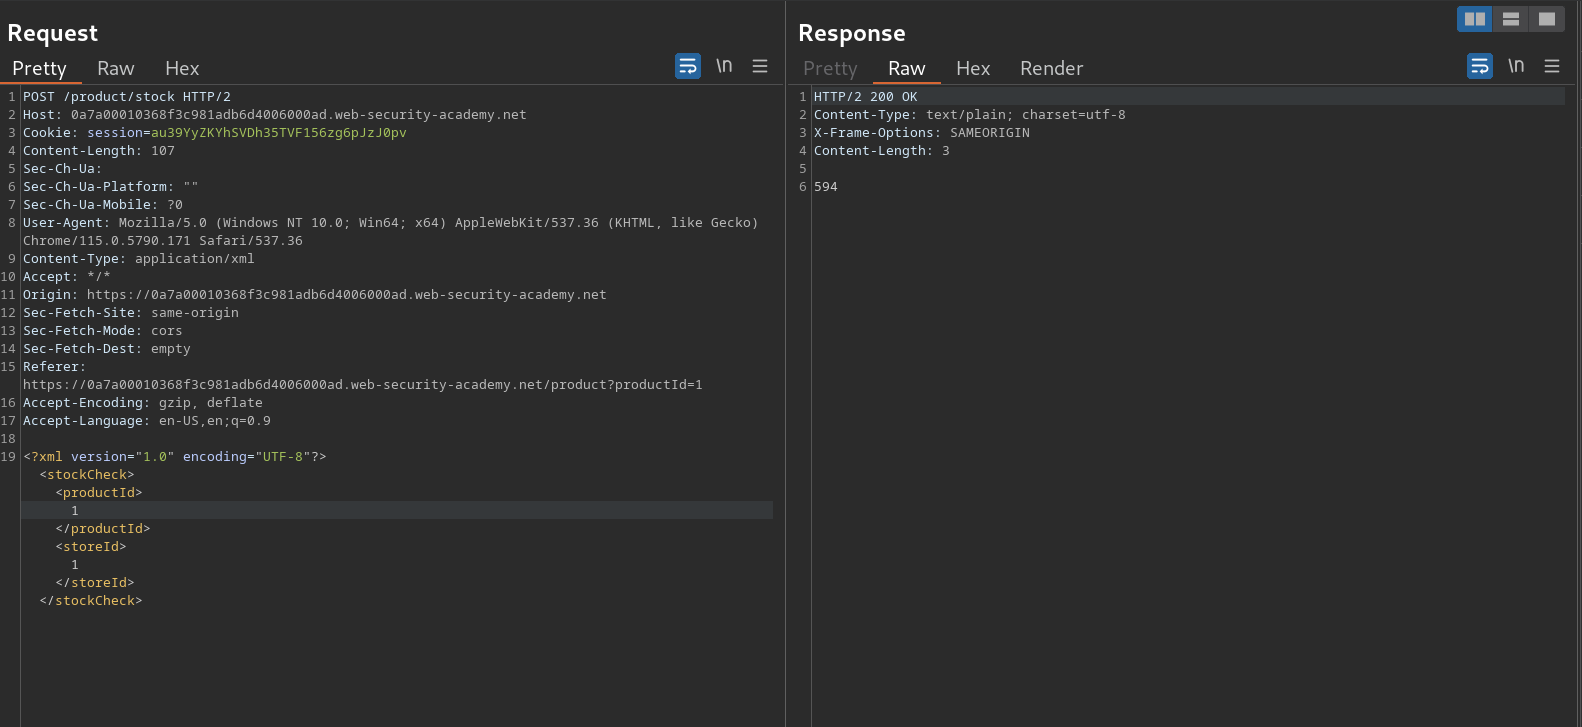 Request
Pretty Raw Hex \n
1 POST /product/stock HTTP/2
2 Host: 0a7a00010368f3c981adb6d4006000ad.web-security-academy.net
3 Cookie: session=au39YyZKYhSVDh35TVF156zg6pJzJ0pv
4 Content-Length: 107
5 Sec-Ch-Ua:
6 Sec-Ch-Ua-Platform: ""
7 Sec-Ch-Ua-Mobile: ?0
8 User-Agent: Mozilla/5.0 (Windows NT 10.0; Win64; x64) AppleWebKit/537.36 (KHTML, like Gecko)
Chrome/115.0.5790.171 Safari/537.36
9 Content-Type: application/xml
10 Accept: */*
11 Origin: https://0a7a00010368f3c981adb6d4006000ad.web-security-academy.net
12 Sec-Fetch-Site: same-origin
13 Sec-Fetch-Mode: cors
14 Sec-Fetch-Dest: empty
15 Referer:
https://0a7a00010368f3c981adb6d4006000ad.web-security-academy.net/product?productId=1
16 Accept-Encoding: gzip, deflate
17 Accept-Language: en-US,en;q=0.9
18
19 <?xml version="1.0" encoding="UTF-8"?>
<stockCheck>
<productId>
1
</productId>
<storeId>
1
</storeId>
</stockCheck>
Response
Pretty Raw Hex Render \n
1 HTTP/2 200 OK
2 Content-Type: text/plain; charset=utf-8
3 X-Frame-Options: SAMEORIGIN
4 Content-Length: 3
5
6 594